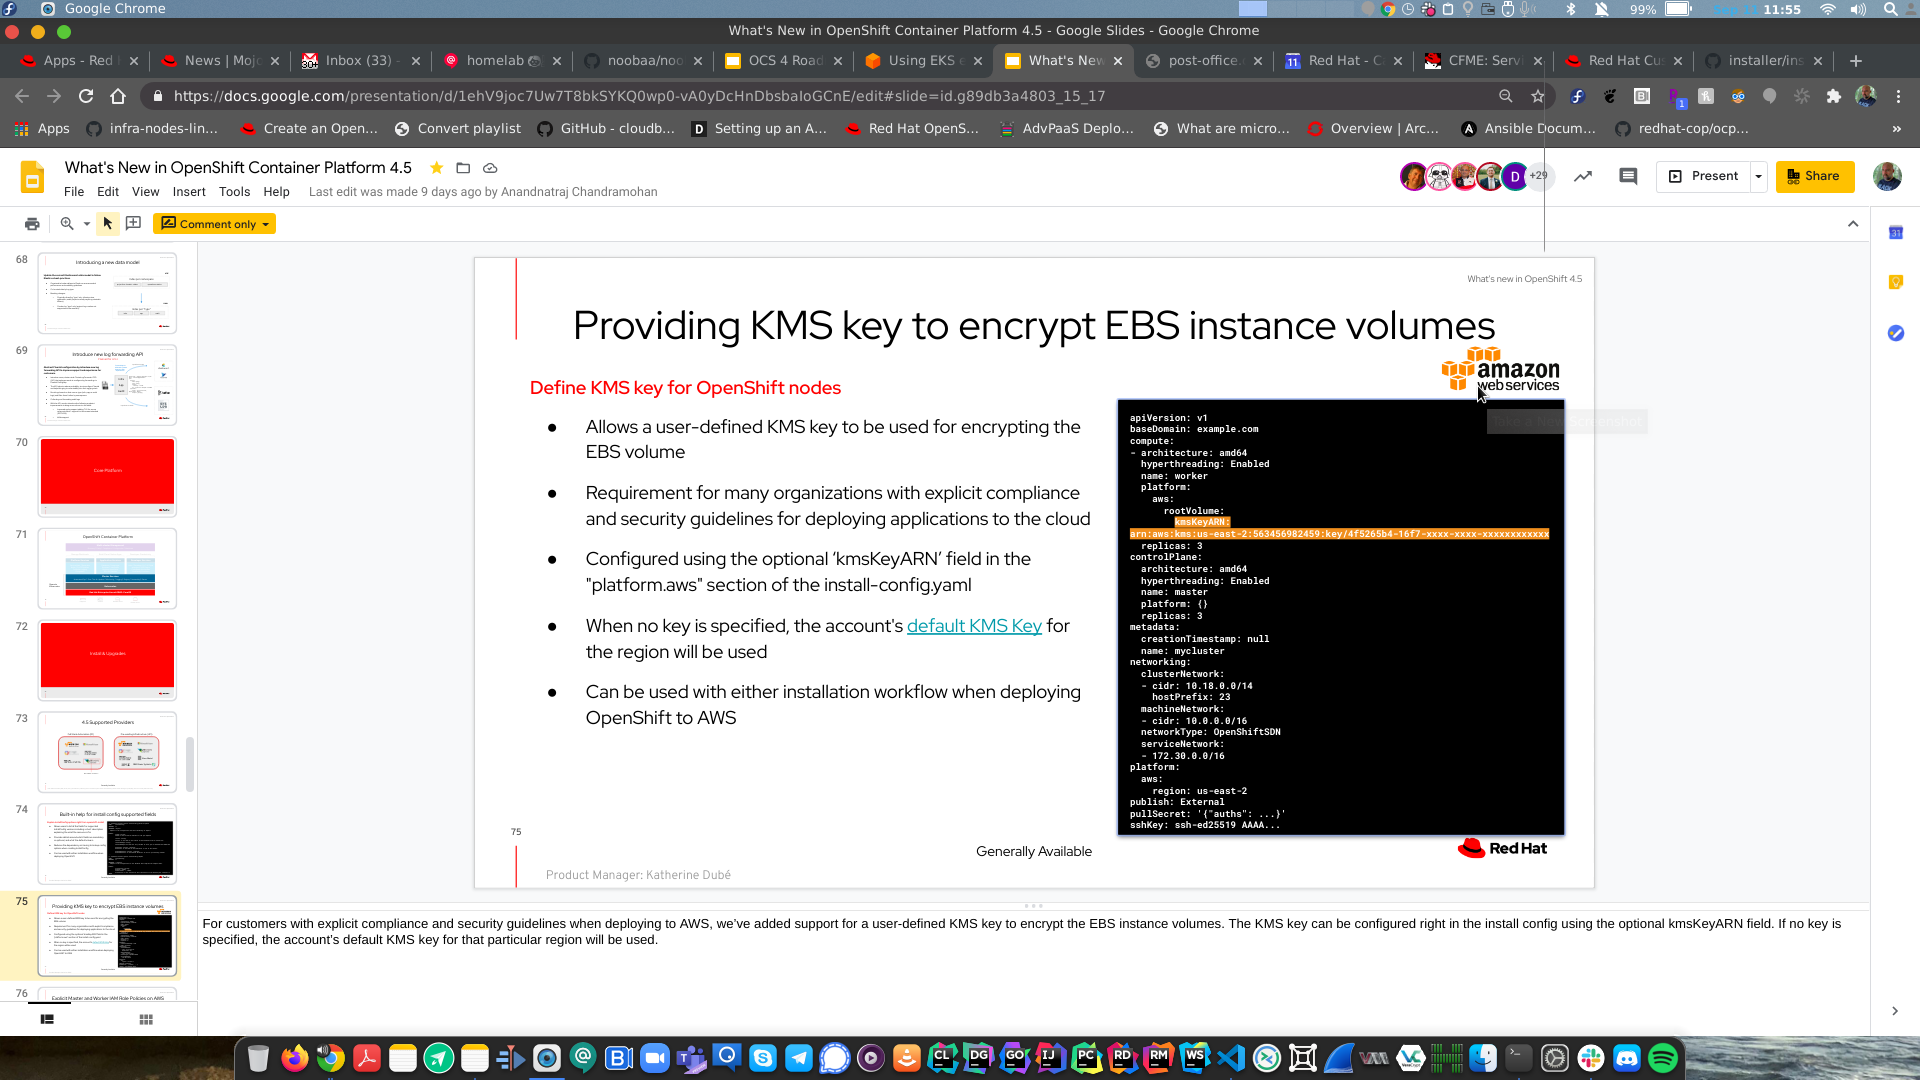 Google Chrome
99%
11:55
What's New in OpenShift Container Platform 4.5 - Google Slides - Google Chrome
Apps - Red
News | Mojo
Inbox (33) -
homelab
noobaa/noo
OCS 4 Road
Using EKS
What's New
post-office.
Red Hat - C
CFME: Servi
Red Hat Cus
installer/ins
https://docs.google.com/presentation/d/1ehV9joc7Uw7T8bkSYKQ0wp0-vA0yDcHnDbsbaIoGCnE/edit#slide=id.g89db3a4803_15_17
Apps
infra-nodes-lin...
Create an Open...
Convert playlist
GitHub - cloudb...
Setting up an A...
Red Hat OpenS...
AdvPaaS Deplo...
What are micro...
Overview | Arc...
Ansible Docum...
redhat-cop/ocp...
What's New in OpenShift Container Platform 4.5
File Edit View Insert Tools Help
Last edit was made 9 days ago by Anandnatraj Chandramohan
D
+29
Present
Share
Comment only
68
Introducing a new data model
69
Introduce new log forwarding API
70
Core Platform
71
OpenShift Container Platform
72
Install & Upgrades
73
4.5 Supported Providers
74
Built-in help for install config supported fields
75
Providing KMS key to encrypt EBS instance volumes
76
Explicit Master and Worker IAM Role Policies on AWS
What's new in OpenShift 4.5
Providing KMS key to encrypt EBS instance volumes
amazon
web services
Define KMS key for OpenShift nodes
● Allows a user-defined KMS key to be used for encrypting the
EBS volume
● Requirement for many organizations with explicit compliance
and security guidelines for deploying applications to the cloud
● Configured using the optional ‘kmsKeyARN’ field in the
"platform.aws" section of the install-config.yaml
● When no key is specified, the account's default KMS Key for
the region will be used
● Can be used with either installation workflow when deploying
OpenShift to AWS
apiVersion: v1
baseDomain: example.com
compute:
- architecture: amd64
hyperthreading: Enabled
name: worker
platform:
aws:
rootVolume:
kmsKeyARN:
arn:aws:kms:us-east-2:563456982459:key/4f5265b4-16f7-xxxx-xxxx-xxxxxxxxxxxx
replicas: 3
controlPlane:
architecture: amd64
hyperthreading: Enabled
name: master
platform: {}
replicas: 3
metadata:
creationTimestamp: null
name: mycluster
networking:
clusterNetwork:
- cidr: 10.18.0.0/14
hostPrefix: 23
machineNetwork:
- cidr: 10.0.0.0/16
networkType: OpenShiftSDN
serviceNetwork:
- 172.30.0.0/16
platform:
aws:
region: us-east-2
publish: External
pullSecret: '{"auths": ...}'
sshKey: ssh-ed25519 AAAA...
75
Generally Available
Red Hat
Product Manager: Katherine Dubé
For customers with explicit compliance and security guidelines when deploying to AWS, we’ve added support for a user-defined KMS key to encrypt the EBS instance volumes. The KMS key can be configured right in the install config using the optional kmsKeyARN field. If no key is
specified, the account’s default KMS key for that particular region will be used.
CL DG GO IJ PC RD RM WS